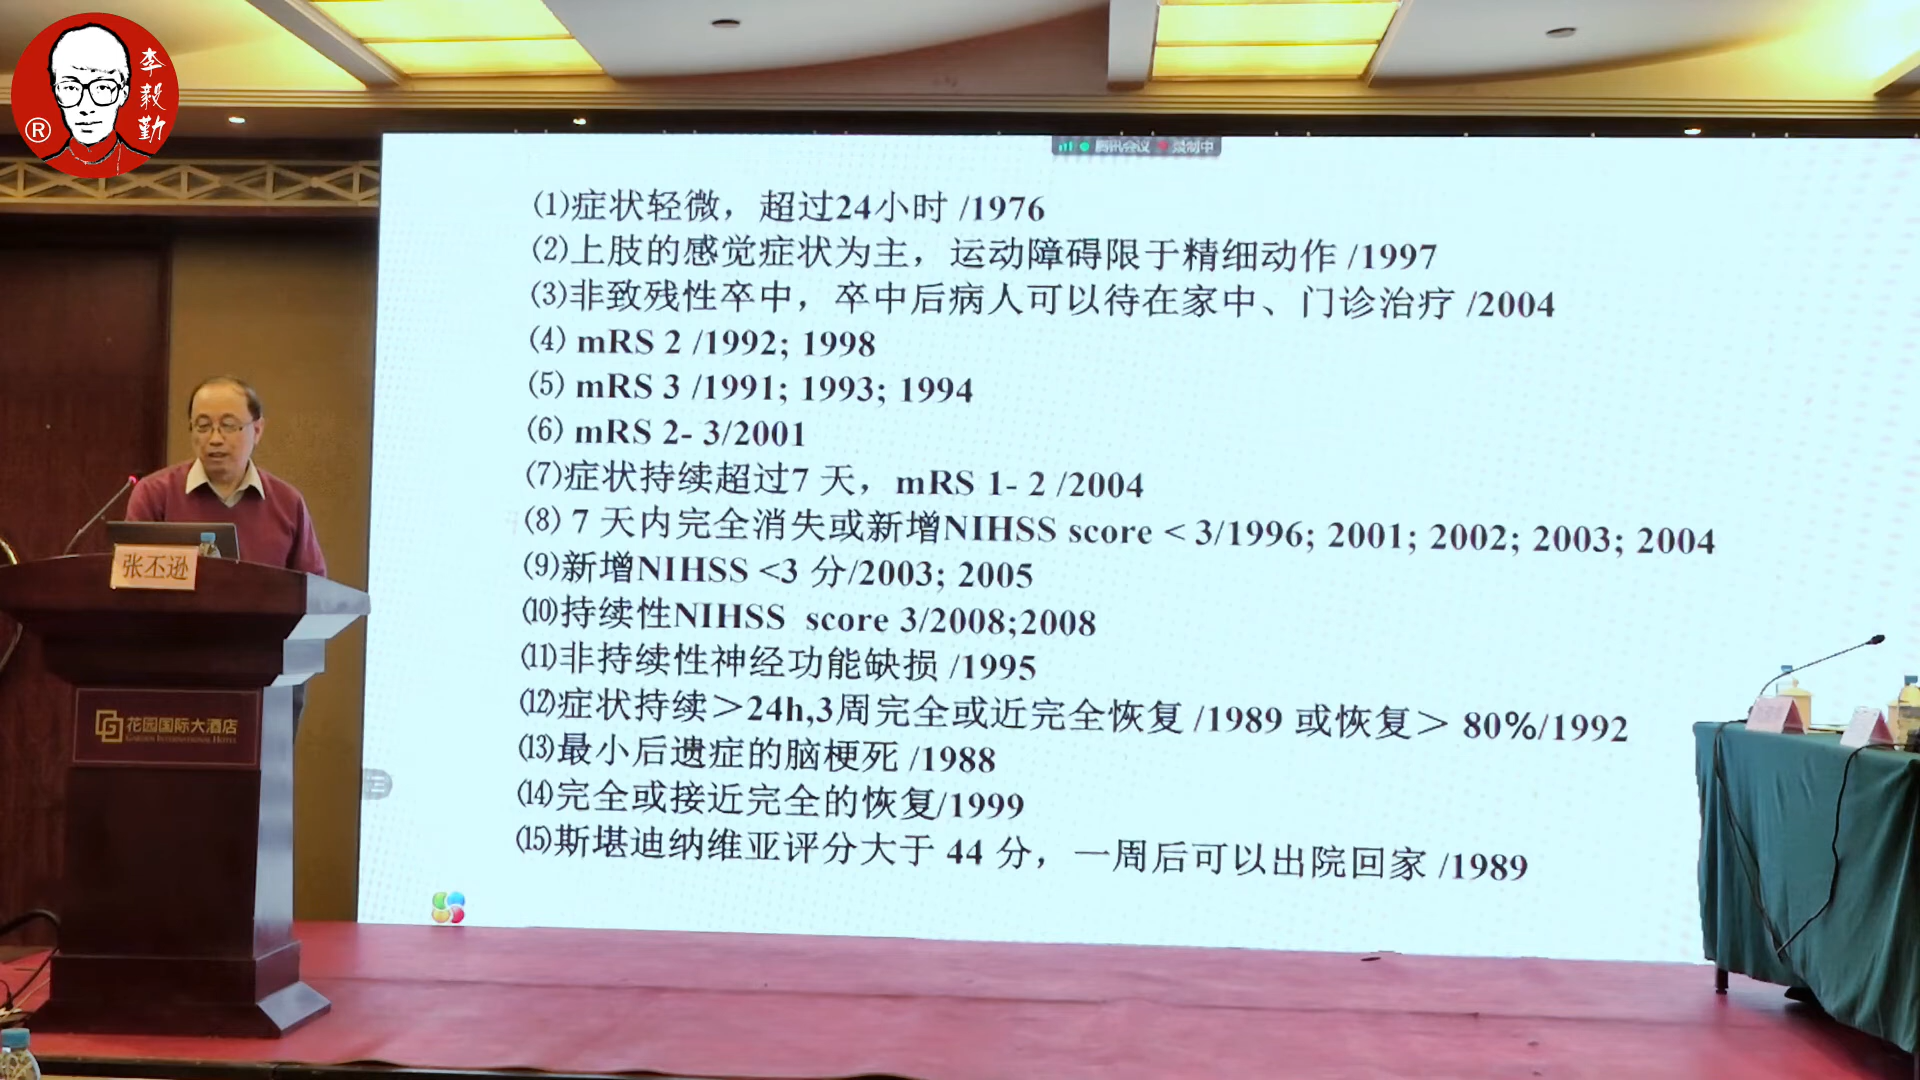 李毅勤
®
腾讯会议 录制中
⑴症状轻微，超过24小时 /1976
⑵上肢的感觉症状为主，运动障碍限于精细动作 /1997
⑶非致残性卒中，卒中后病人可以待在家中、门诊治疗 /2004
⑷ mRS 2 /1992; 1998
⑸ mRS 3 /1991; 1993; 1994
⑹ mRS 2- 3/2001
⑺症状持续超过7 天，mRS 1- 2 /2004
⑻ 7 天内完全消失或新增NIHSS score < 3/1996; 2001; 2002; 2003; 2004
⑼新增NIHSS <3 分/2003; 2005
⑽持续性NIHSS score 3/2008;2008
⑾非持续性神经功能缺损 /1995
⑿症状持续＞24h,3周完全或近完全恢复 /1989 或恢复＞ 80%/1992
⒀最小后遗症的脑梗死 /1988
⒁完全或接近完全的恢复/1999
⒂斯堪迪纳维亚评分大于 44 分，一周后可以出院回家 /1989
张丕逊
花园国际大酒店
GARDEN INTERNATIONAL HOTEL